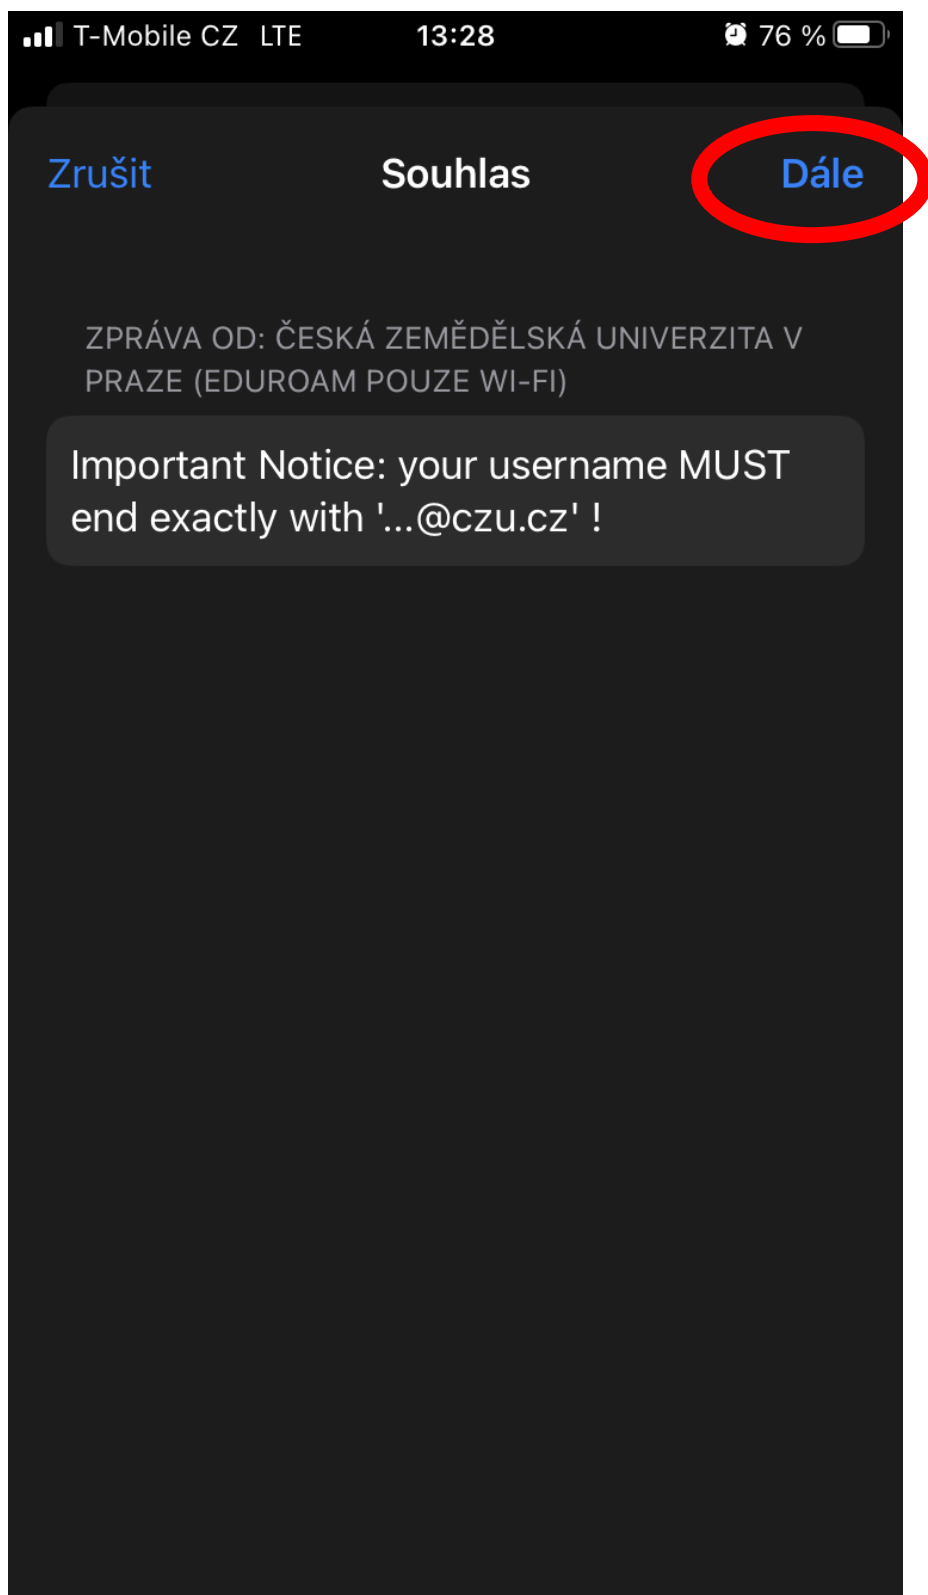 T-Mobile CZ LTE 13:28 76 %
Zrušit Souhlas Dále
ZPRÁVA OD: ČESKÁ ZEMĚDĚLSKÁ UNIVERZITA V
PRAZE (EDUROAM POUZE WI-FI)
Important Notice: your username MUST
end exactly with '...@czu.cz' !